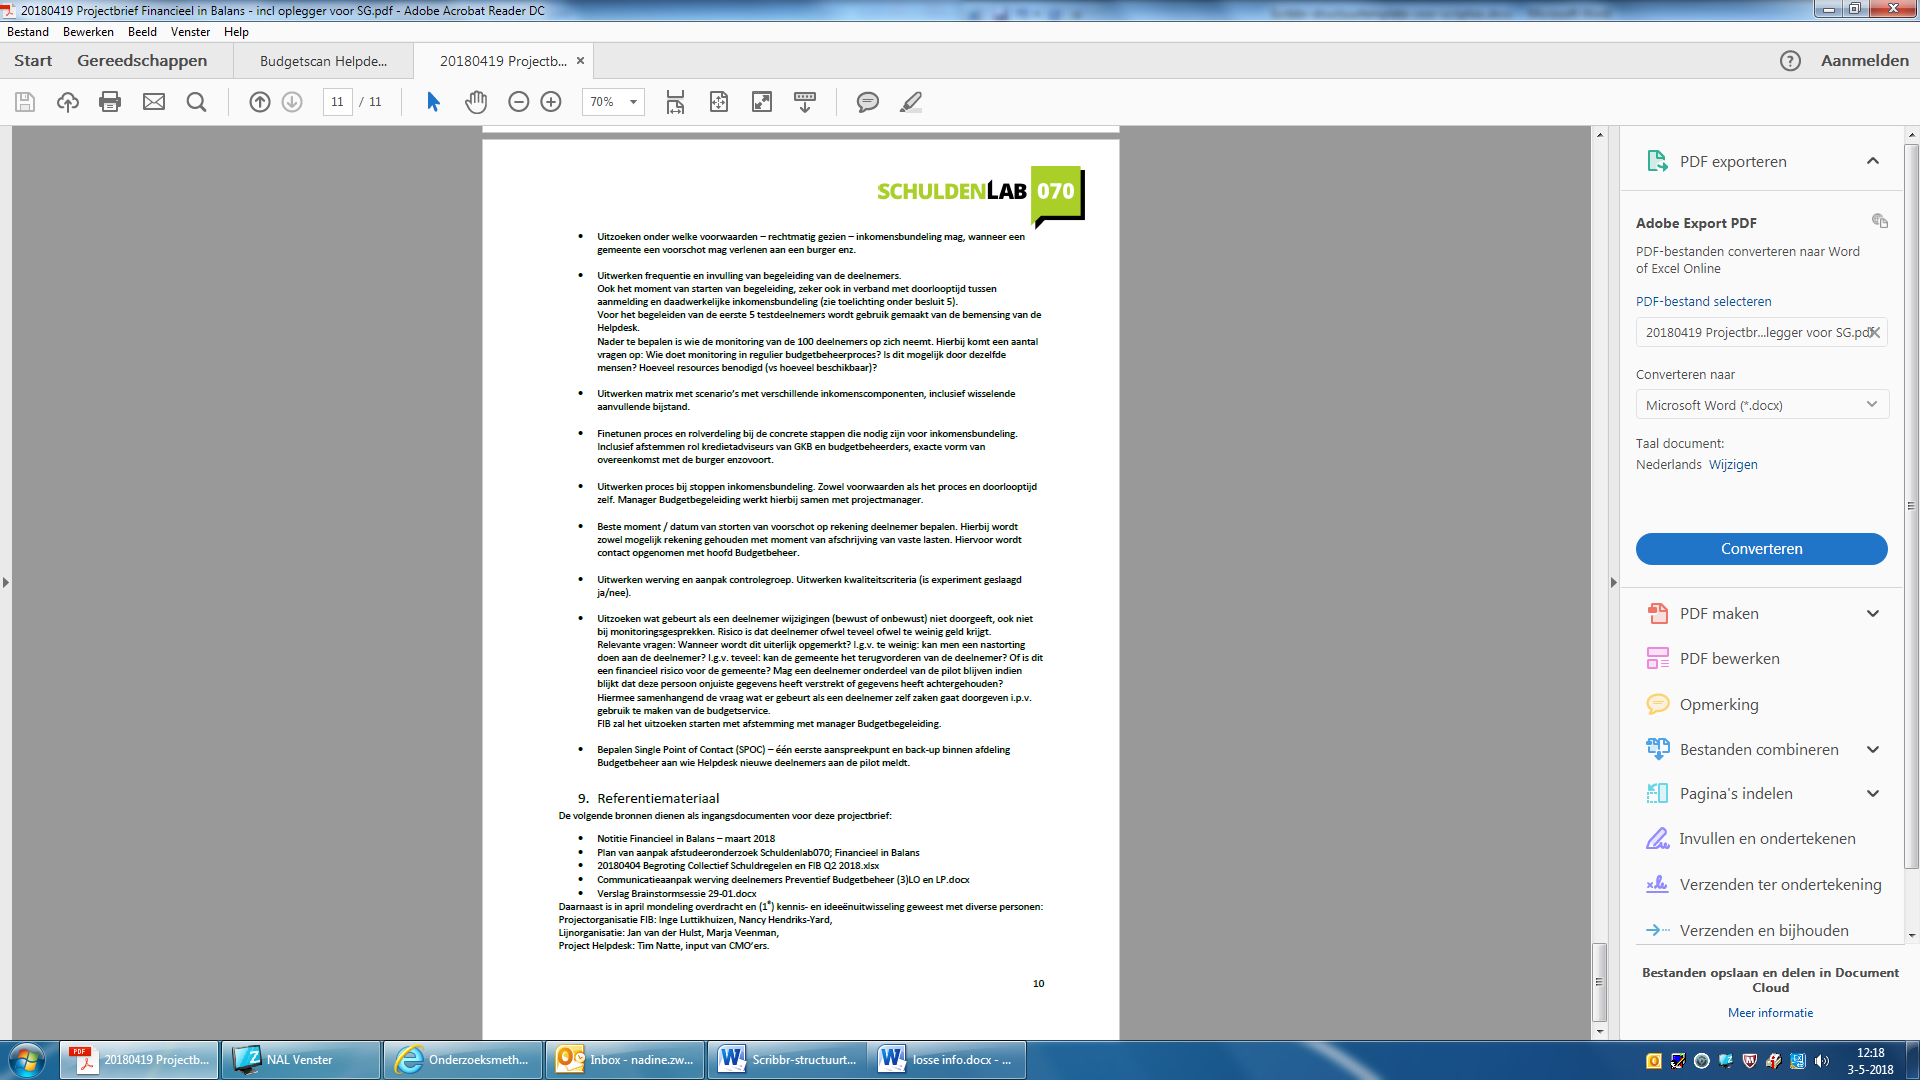 20180419 Projectbrief Financieel in Balans - incl oplegger voor SG.pdf - Adobe Acrobat Reader DC
Bestand Bewerken Beeld Venster Help
Start Gereedschappen Budgetscan Helpde... 20180419 Projectb... Aanmelden
11 / 11 70%
SCHULDENLAB 070
• Uitzoeken onder welke voorwaarden – rechtmatig gezien – inkomensbundeling mag, wanneer een
gemeente een voorschot mag verlenen aan een burger enz.
• Uitwerken frequentie en invulling van begeleiding van de deelnemers.
Ook het moment van starten van begeleiding, zeker ook in verband met doorlooptijd tussen
aanmelding en daadwerkelijke inkomensbundeling (zie toelichting onder besluit 5).
Voor het begeleiden van de eerste 5 testdeelnemers wordt gebruik gemaakt van de bemensing van de
Helpdesk.
Nader te bepalen is wie de monitoring van de 100 deelnemers op zich neemt. Hierbij komt een aantal
vragen op: Wie doet monitoring in regulier budgetbeheerproces? Is dit mogelijk door dezelfde
mensen? Hoeveel resources benodigd (vs hoeveel beschikbaar)?
• Uitwerken matrix met scenario's met verschillende inkomenscomponenten, inclusief wisselende
aanvullende bijstand.
• Finetunen proces en rolverdeling bij de concrete stappen die nodig zijn voor inkomensbundeling.
Inclusief afstemmen rol kredietadviseurs van GKB en budgetbeheerders, exacte vorm van
overeenkomst met de burger enzovoort.
• Uitwerken proces bij stoppen inkomensbundeling. Zowel voorwaarden als het proces en doorlooptijd
zelf. Manager Budgetbegeleiding werkt hierbij samen met projectmanager.
• Beste moment / datum van storten van voorschot op rekening deelnemer bepalen. Hierbij wordt
zowel mogelijk rekening gehouden met moment van afschrijving van vaste lasten. Hiervoor wordt
contact opgenomen met hoofd Budgetbeheer.
• Uitwerken werving en aanpak controlegroep. Uitwerken kwaliteitscriteria (is experiment geslaagd
ja/nee).
• Uitzoeken wat gebeurt als een deelnemer wijzigingen (bewust of onbewust) niet doorgeeft, ook niet
bij monitoringsgesprekken. Risico is dat deelnemer ofwel teveel ofwel te weinig geld krijgt.
Relevante vragen: Wanneer wordt dit uiterlijk opgemerkt? I.g.v. te weinig: kan men een nastorting
doen aan de deelnemer? I.g.v. teveel: kan de gemeente het terugvorderen van de deelnemer? Of is dit
een financieel risico voor de gemeente? Mag een deelnemer onderdeel van de pilot blijven indien
blijkt dat deze persoon onjuiste gegevens heeft verstrekt of gegevens heeft achtergehouden?
Hiermee samenhangend de vraag wat er gebeurt als een deelnemer zelf zaken gaat doorgeven i.p.v.
gebruik te maken van de budgetservice.
FIB zal het uitzoeken starten met afstemming met manager Budgetbegeleiding.
• Bepalen Single Point of Contact (SPOC) – één eerste aanspreekpunt en back-up binnen afdeling
Budgetbeheer aan wie Helpdesk nieuwe deelnemers aan de pilot meldt.
9. Referentiemateriaal
De volgende bronnen dienen als ingangsdocumenten voor deze projectbrief:
• Notitie Financieel in Balans – maart 2018
• Plan van aanpak afstudeeronderzoek Schuldenlab070; Financieel in Balans
• 20180404 Begroting Collectief Schuldregelen en FIB Q2 2018.xlsx
• Communicatieaanpak werving deelnemers Preventief Budgetbeheer (3)LO en LP.docx
• Verslag Brainstormsessie 29-01.docx
Daarnaast is in april mondeling overdracht en (1e) kennis- en ideeënuitwisseling geweest met diverse personen:
Projectorganisatie FIB: Inge Luttikhuizen, Nancy Hendriks-Yard,
Lijnorganisatie: Jan van der Hulst, Marja Veenman,
Project Helpdesk: Tim Natte, input van CMO'ers.
10
PDF exporteren
Adobe Export PDF
PDF-bestanden converteren naar Word
of Excel Online
PDF-bestand selecteren
20180419 Projectbr...legger voor SG.pdf
Converteren naar
Microsoft Word (*.docx)
Taal document:
Nederlands Wijzigen
Converteren
PDF maken
PDF bewerken
Opmerking
Bestanden combineren
Pagina's indelen
Invullen en ondertekenen
Verzenden ter ondertekening
Verzenden en bijhouden
Bestanden opslaan en delen in Document
Cloud
Meer informatie
20180419 Projectb... NAL Venster Onderzoeksmeth... Inbox - nadine.zw... Scribbr-structuurt... losse info.docx - ...
12:18
3-5-2018